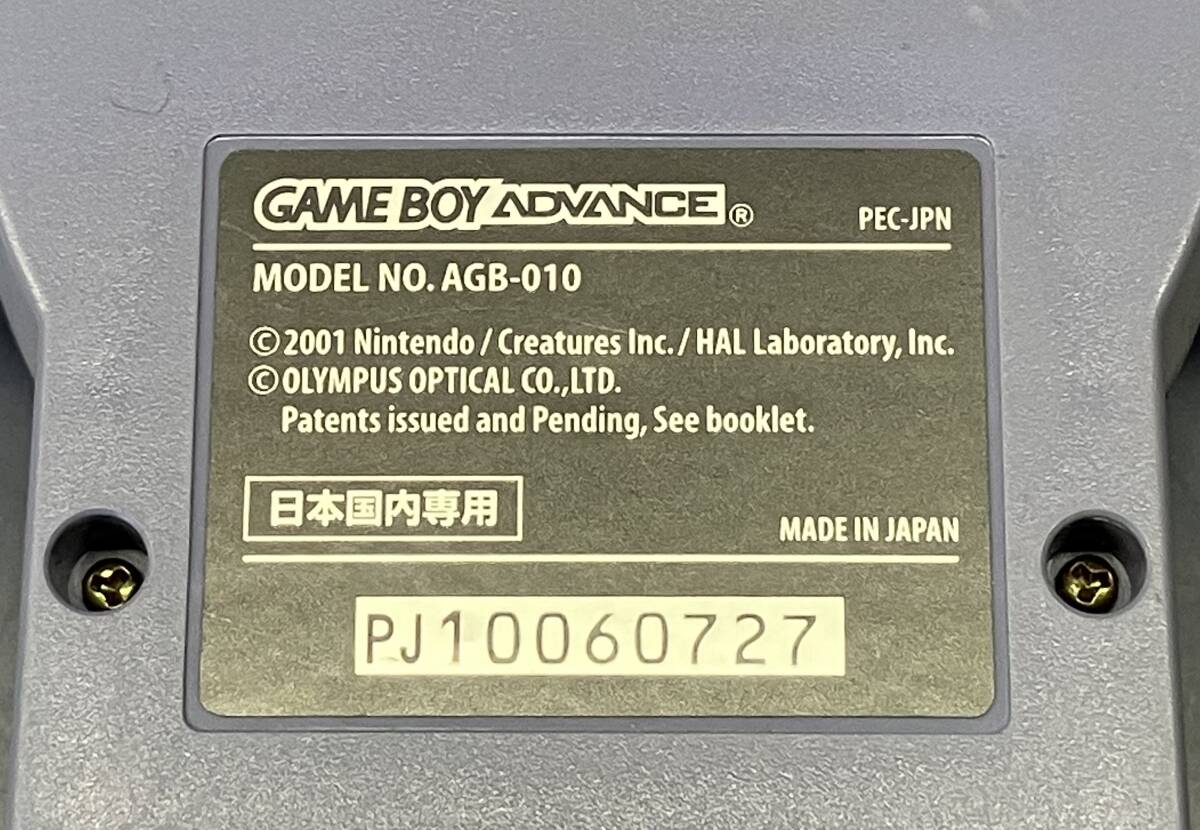 GAME BOY ADVANCE® PEC-JPN
MODEL NO. AGB-010
©2001 Nintendo / Creatures Inc. / HAL Laboratory, Inc.
©OLYMPUS OPTICAL CO.,LTD.
Patents issued and Pending, See booklet.
日本国内専用
MADE IN JAPAN
PJ10060727